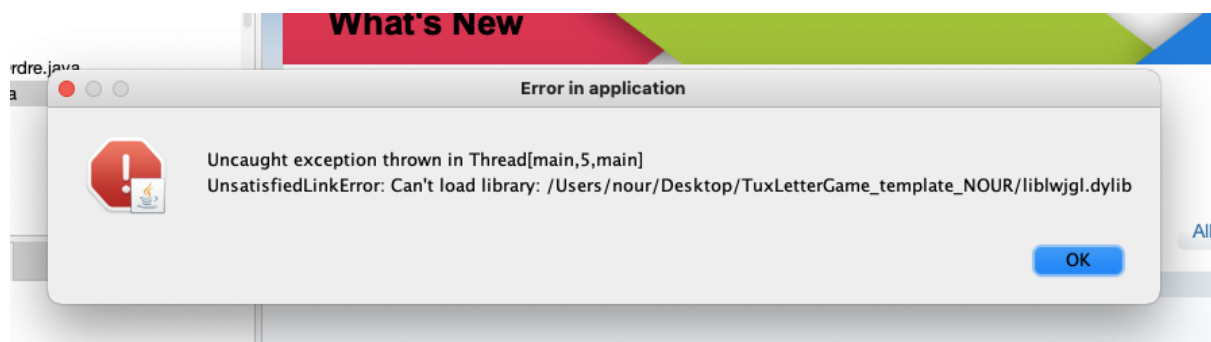 What's New
rdre.java
a
Error in application
Uncaught exception thrown in Thread[main,5,main]
UnsatisfiedLinkError: Can't load library: /Users/nour/Desktop/TuxLetterGame_template_NOUR/liblwjgl.dylib
All
OK